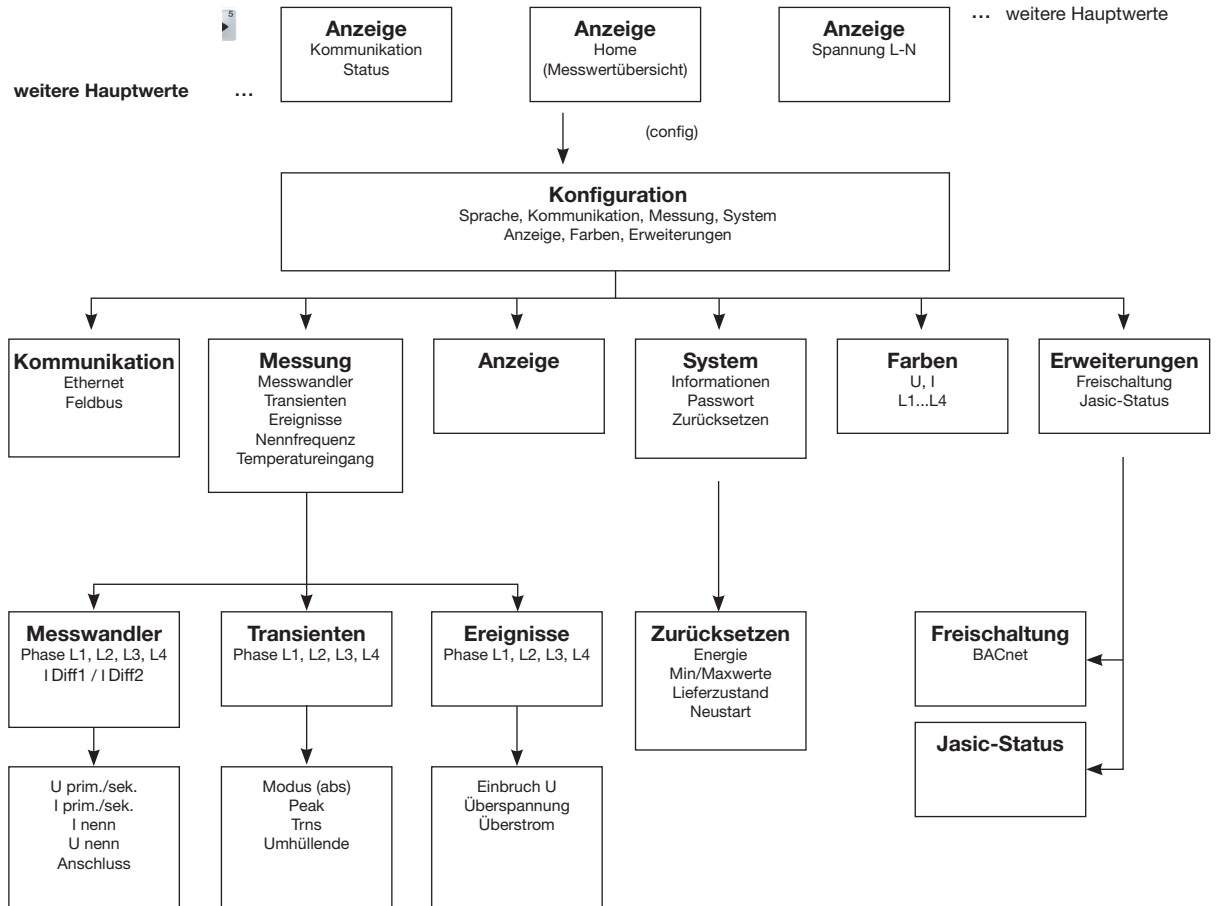 5
Anzeige
Kommunikation
Status
Anzeige
Home
(Messwertübersicht)
Anzeige
Spannung L-N
... weitere Hauptwerte
weitere Hauptwerte ...
(config)
Konfiguration
Sprache, Kommunikation, Messung, System
Anzeige, Farben, Erweiterungen
Kommunikation
Ethernet
Feldbus
Messung
Messwandler
Transienten
Ereignisse
Nennfrequenz
Temperatureingang
Anzeige
System
Informationen
Passwort
Zurücksetzen
Farben
U, I
L1...L4
Erweiterungen
Freischaltung
Jasic-Status
Messwandler
Phase L1, L2, L3, L4
I Diff1 / I Diff2
Transienten
Phase L1, L2, L3, L4
Ereignisse
Phase L1, L2, L3, L4
Zurücksetzen
Energie
Min/Maxwerte
Lieferzustand
Neustart
Freischaltung
BACnet
Jasic-Status
U prim./sek.
I prim./sek.
I nenn
U nenn
Anschluss
Modus (abs)
Peak
Trns
Umhüllende
Einbruch U
Überspannung
Überstrom